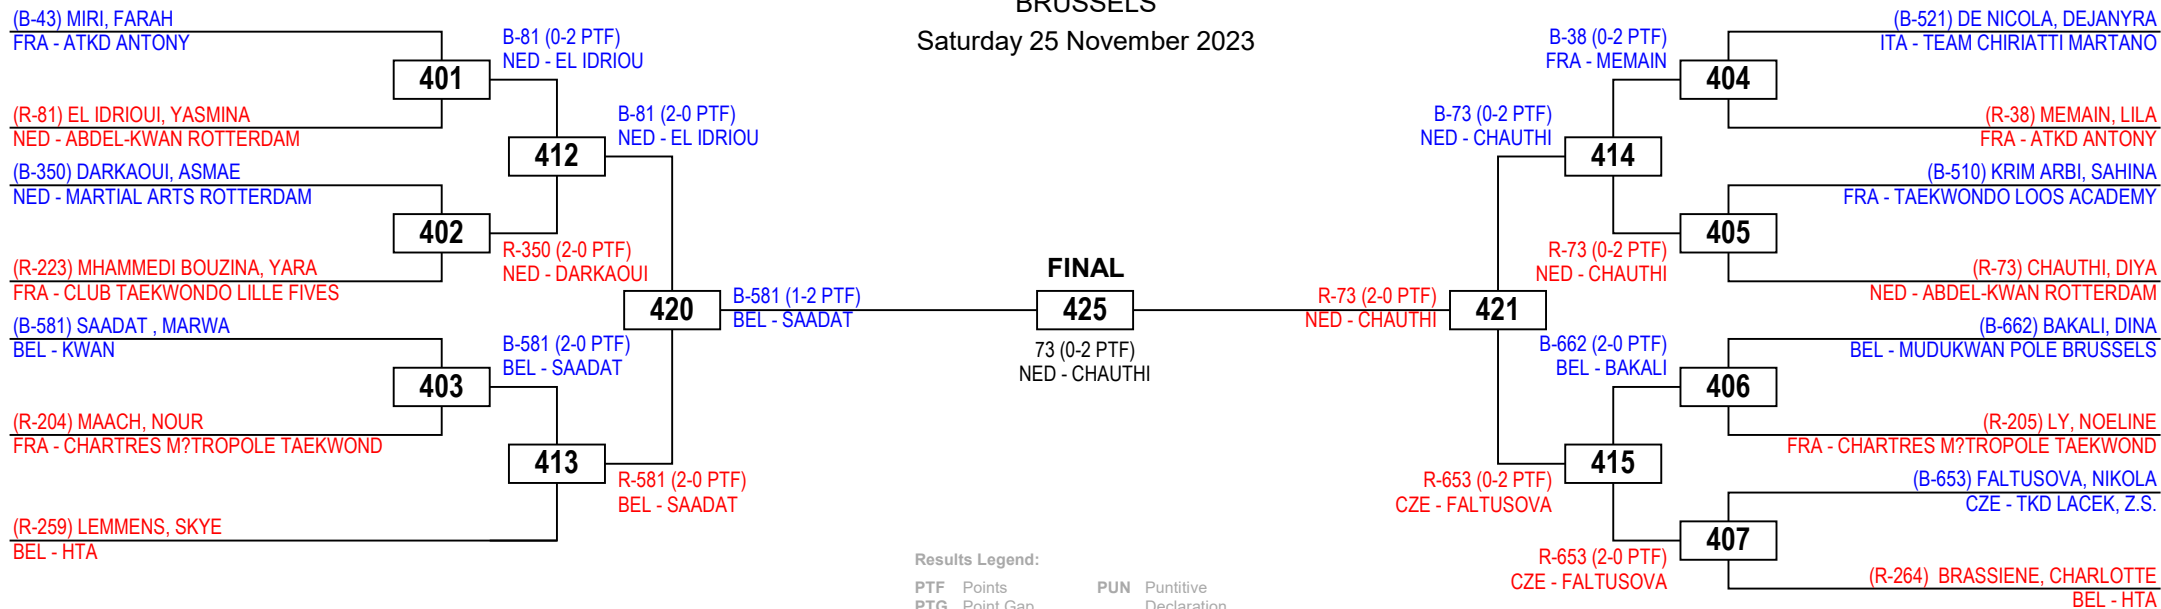 BRUSSELS
Saturday 25 November 2023
(B-43) MIRI, FARAH
FRA - ATKD ANTONY
401
(R-81) EL IDRIOUI, YASMINA
NED - ABDEL-KWAN ROTTERDAM
(B-350) DARKAOUI, ASMAE
NED - MARTIAL ARTS ROTTERDAM
402
(R-223) MHAMMEDI BOUZINA, YARA
FRA - CLUB TAEKWONDO LILLE FIVES
(B-581) SAADAT , MARWA
BEL - KWAN
403
(R-204) MAACH, NOUR
FRA - CHARTRES M?TROPOLE TAEKWOND
(R-259) LEMMENS, SKYE
BEL - HTA
B-81 (0-2 PTF)
NED - EL IDRIOU
412
R-350 (2-0 PTF)
NED - DARKAOUI
B-581 (2-0 PTF)
BEL - SAADAT
413
B-81 (2-0 PTF)
NED - EL IDRIOU
420
R-581 (2-0 PTF)
BEL - SAADAT
B-581 (1-2 PTF)
BEL - SAADAT
FINAL
425
73 (0-2 PTF)
NED - CHAUTHI
R-73 (2-0 PTF)
NED - CHAUTHI
B-73 (0-2 PTF)
NED - CHAUTHI
421
R-653 (0-2 PTF)
CZE - FALTUSOVA
B-38 (0-2 PTF)
FRA - MEMAIN
414
R-73 (0-2 PTF)
NED - CHAUTHI
B-662 (2-0 PTF)
BEL - BAKALI
415
R-653 (2-0 PTF)
CZE - FALTUSOVA
(B-521) DE NICOLA, DEJANYRA
ITA - TEAM CHIRIATTI MARTANO
404
(R-38) MEMAIN, LILA
FRA - ATKD ANTONY
(B-510) KRIM ARBI, SAHINA
FRA - TAEKWONDO LOOS ACADEMY
405
(R-73) CHAUTHI, DIYA
NED - ABDEL-KWAN ROTTERDAM
(B-662) BAKALI, DINA
BEL - MUDUKWAN POLE BRUSSELS
406
(R-205) LY, NOELINE
FRA - CHARTRES M?TROPOLE TAEKWOND
(B-653) FALTUSOVA, NIKOLA
CZE - TKD LACEK, Z.S.
407
(R-264) BRASSIENE, CHARLOTTE
BEL - HTA
Results Legend:
PTF Points PUN Puntitive
PTG Point Gap Declaration